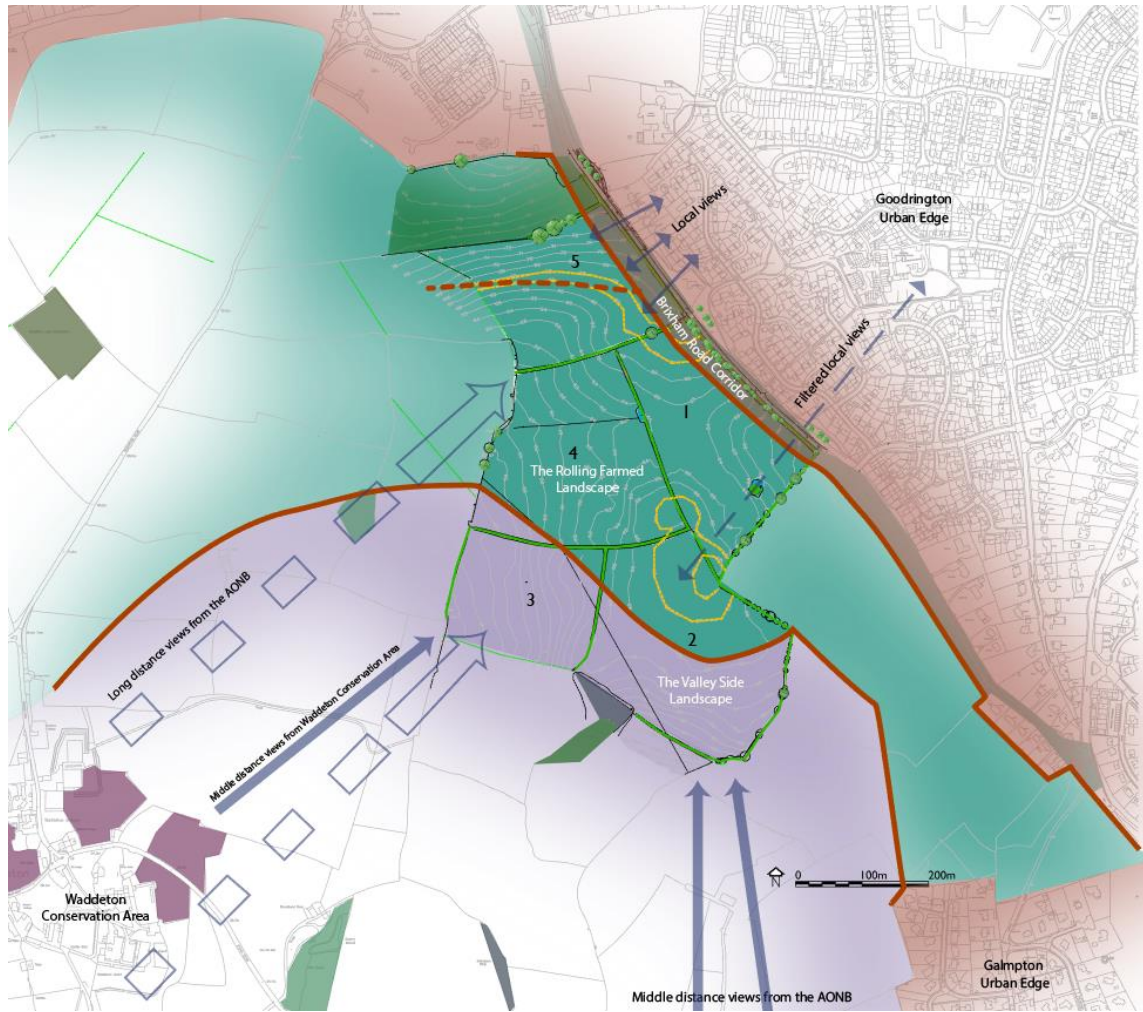 Local views
Goodrington
Urban Edge
5
Brixham Road Corridor
Filtered local views
1
4
The Rolling Farmed
Landscape
3
2
Long distance views from the AONB
Middle distance views from Waddeton Conservation Area
The Valley Side
Landscape
N
0
100m
200m
Waddeton
Conservation Area
Galmpton
Urban Edge
Middle distance views from the AONB